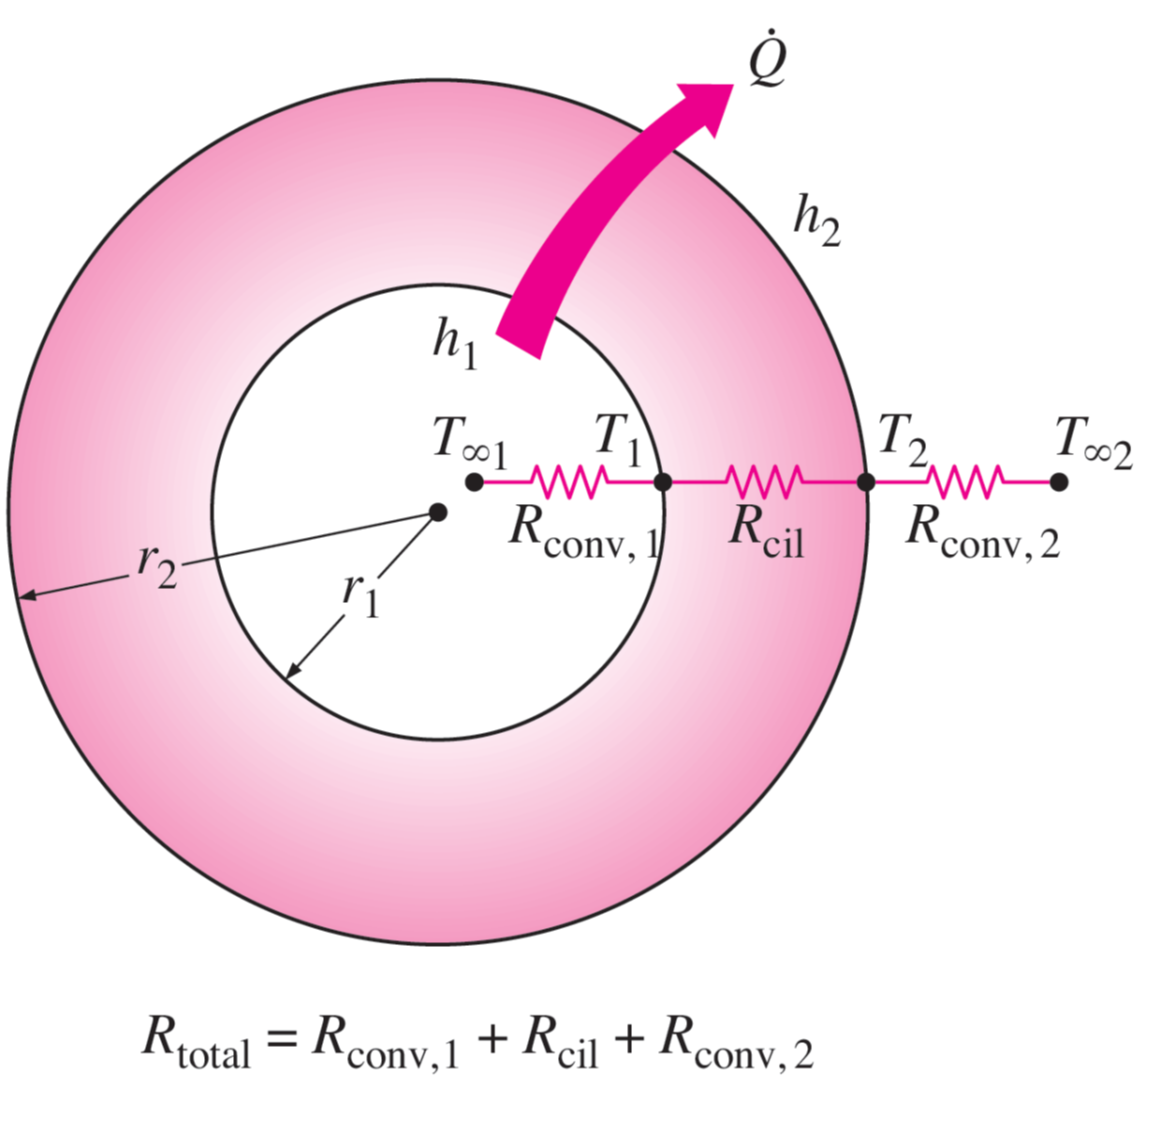 Q̇
h₂
h₁
T∞1 T₁ T₂ T∞2
Rconv, 1 Rcil Rconv, 2
r₂
r₁
Rtotal = Rconv,1 + Rcil + Rconv, 2